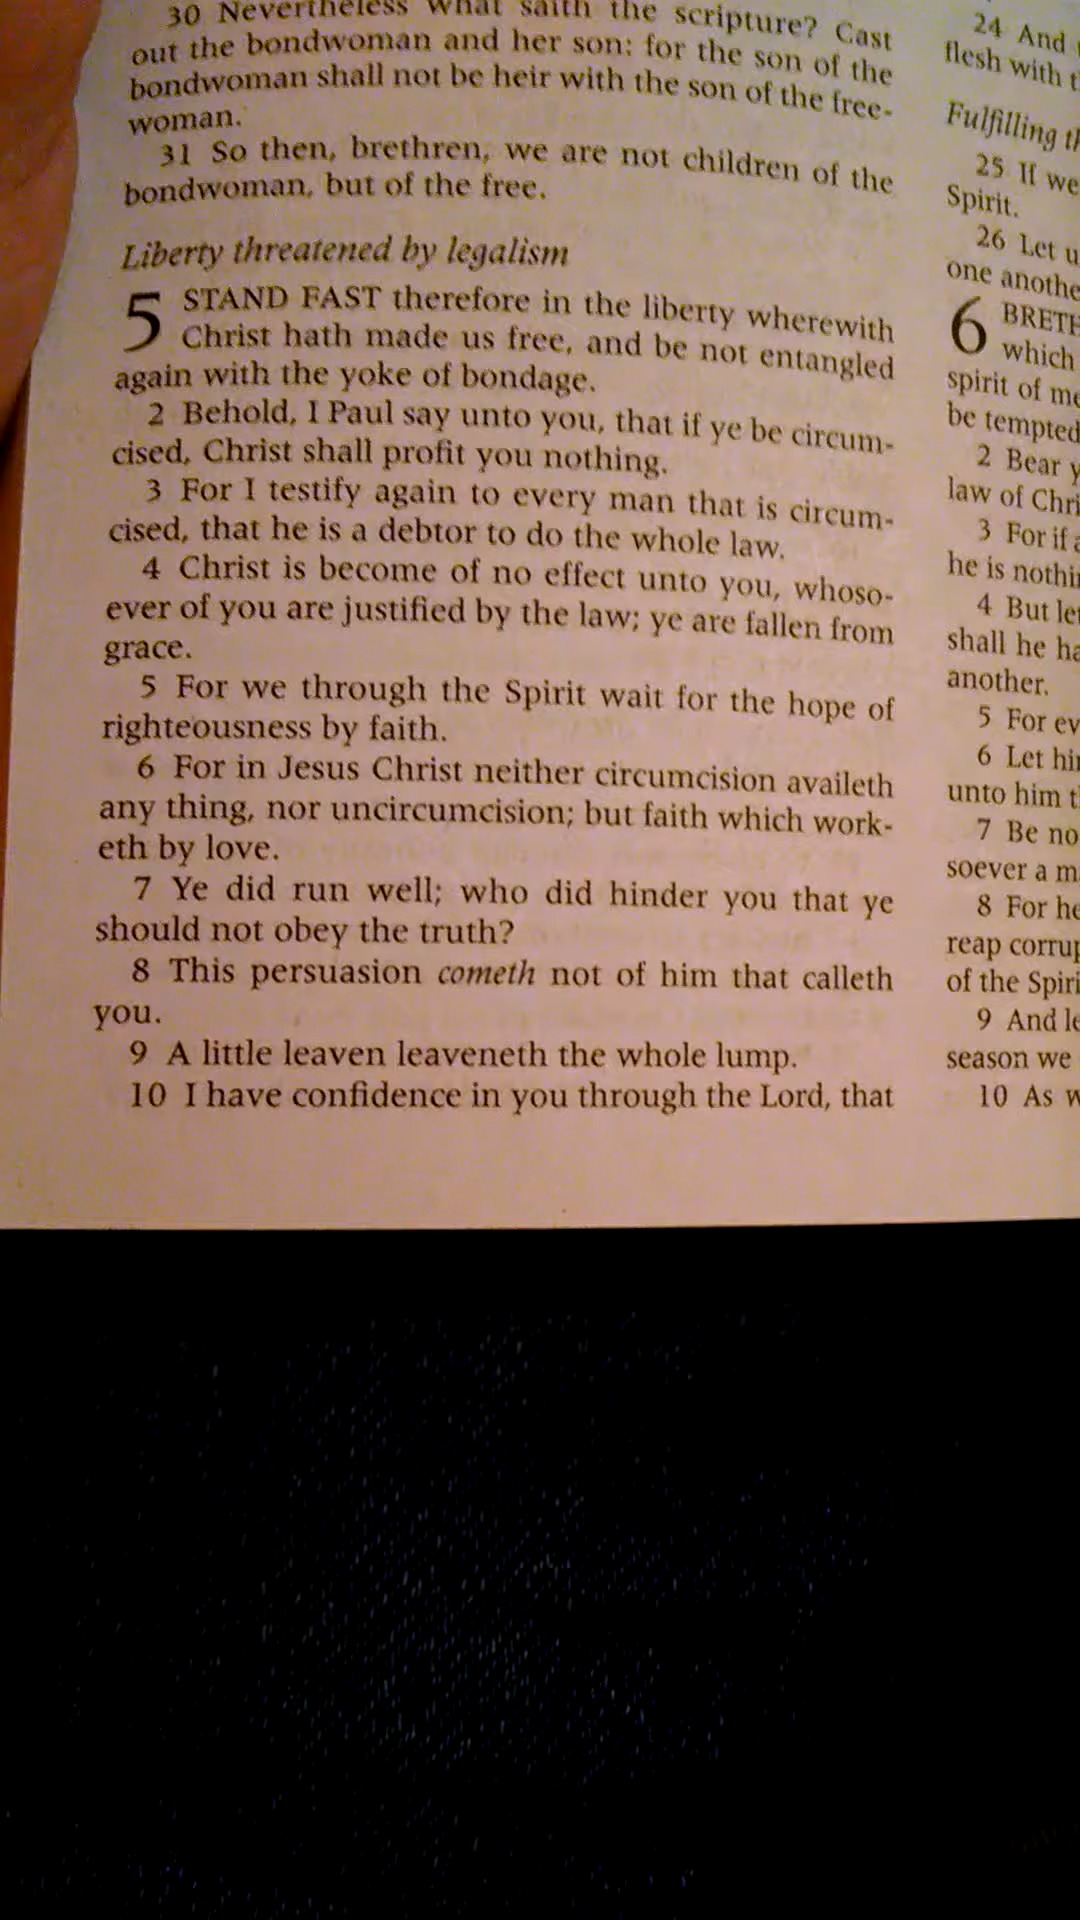 30 Nevertheless what saith the scripture? Cast
out the bondwoman and her son: for the son of the
bondwoman shall not be heir with the son of the free-
woman.
31 So then, brethren, we are not children of the
bondwoman, but of the free.
Liberty threatened by legalism
5 STAND FAST therefore in the liberty wherewith
Christ hath made us free, and be not entangled
again with the yoke of bondage.
2 Behold, I Paul say unto you, that if ye be circum-
cised, Christ shall profit you nothing.
3 For I testify again to every man that is circum-
cised, that he is a debtor to do the whole law.
4 Christ is become of no effect unto you, whoso-
ever of you are justified by the law; ye are fallen from
grace.
5 For we through the Spirit wait for the hope of
righteousness by faith.
6 For in Jesus Christ neither circumcision availeth
any thing, nor uncircumcision; but faith which work-
eth by love.
7 Ye did run well; who did hinder you that ye
should not obey the truth?
8 This persuasion cometh not of him that calleth
you.
9 A little leaven leaveneth the whole lump.
10 I have confidence in you through the Lord, that
24 And
flesh with
Fulfilling
25 If we
Spirit.
26 Let
one
6
which
spirit of
be tempted
2 Bear
law of
3 For if
he is
4 But
shall he
another.
5 For
6 Let
unto him
7 Be
soever a
8 For
reap
of the
9 And
season we
10 As